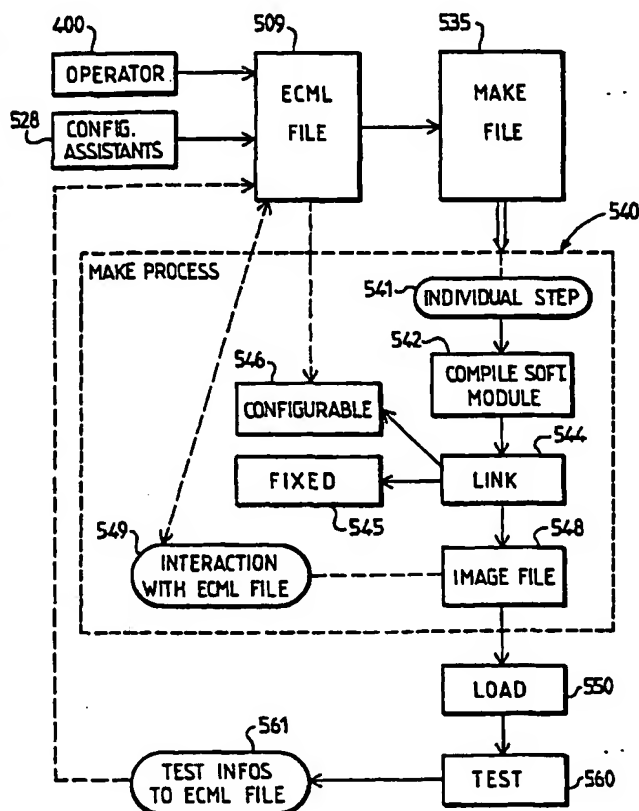 400
509
535
OPERATOR
ECML
FILE
MAKE
FILE
528
CONFIG.
ASSISTANTS
540
MAKE PROCESS
541
INDIVIDUAL STEP
542
COMPILE SOFT.
MODULE
546
CONFIGURABLE
544
LINK
FIXED
545
548
549
INTERACTION
WITH ECML FILE
IMAGE FILE
LOAD
550
561
TEST INFOS
TO ECML FILE
TEST
560